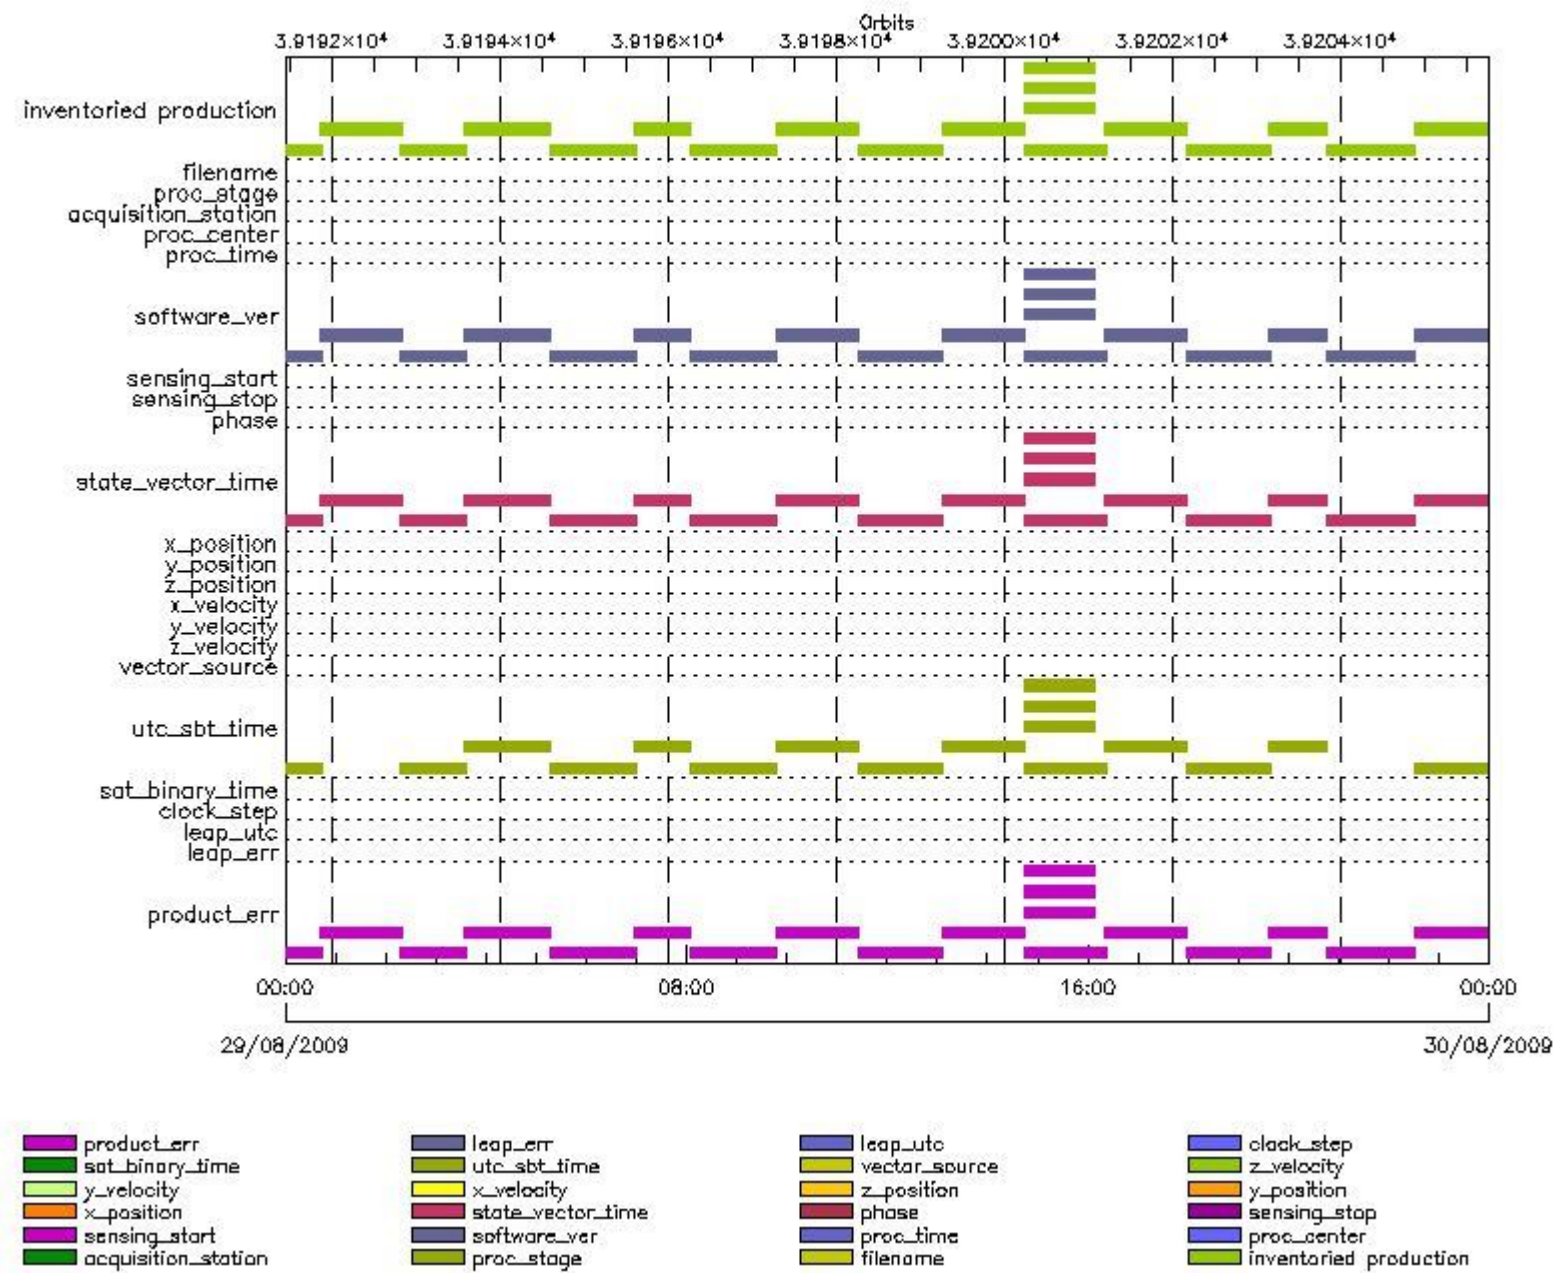 Orbits
3.9192×10⁴ 3.9194×10⁴ 3.9196×10⁴ 3.9198×10⁴ 3.9200×10⁴ 3.9202×10⁴ 3.9204×10⁴
inventoried production
filename
proc_stage
acquisition_station
proc_center
proc_time
software_ver
sensing_start
sensing_stop
phase
state_vector_time
x_position
y_position
z_position
x_velocity
y_velocity
z_velocity
vector_source
utc_sbt_time
sat_binary_time
clock_step
leap_utc
leap_err
product_err
00:00 08:00 16:00 00:00
29/08/2009 30/08/2009
product_err leap_err leap_utc clock_step
sat_binary_time utc_sbt_time vector_source z_velocity
y_velocity x_velocity z_position y_position
x_position state_vector_time phase sensing_stop
sensing_start software_ver proc_time proc_center
acquisition_station proc_stage filename inventoried production